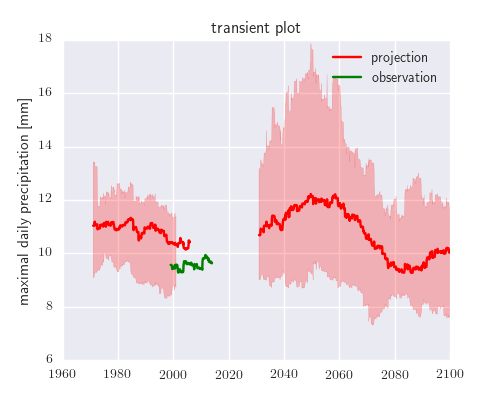 transient plot
maximal daily precipitation [mm]
18
16
14
12
10
8
6
projection
observation
1960 1980 2000 2020 2040 2060 2080 2100